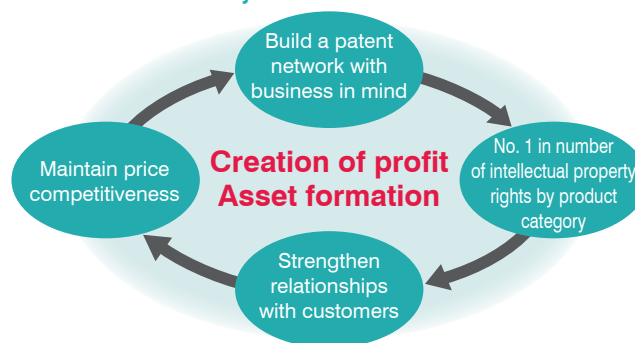 Build a patent
network with
business in mind
No. 1 in number
of intellectual property
rights by product
category
Maintain price
competitiveness
Creation of profit
Asset formation
Strengthen
relationships
with customers